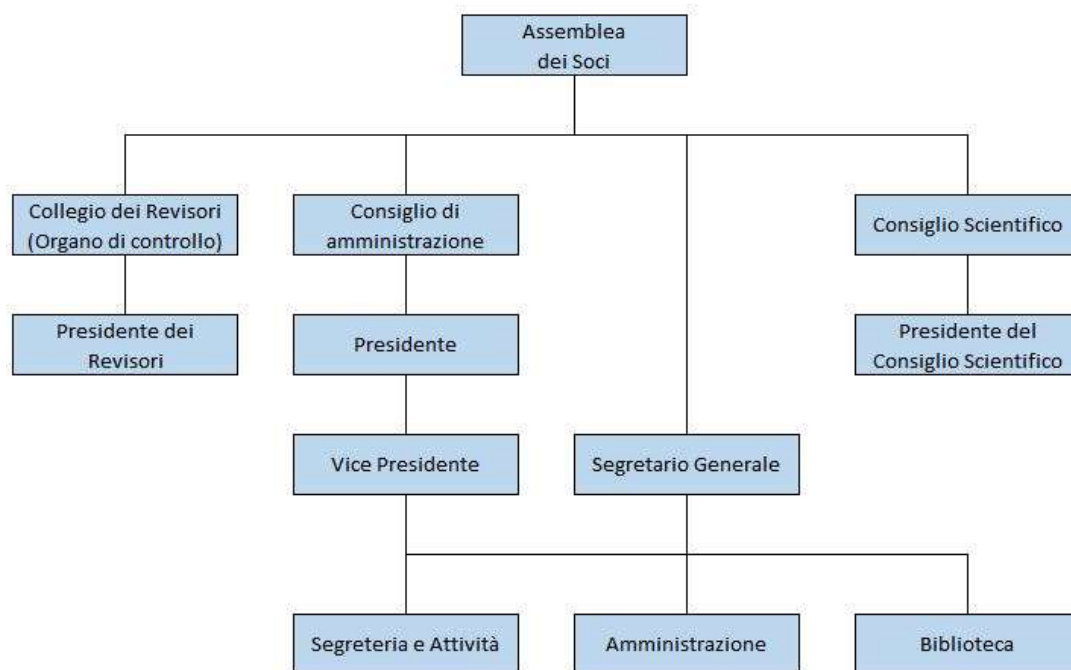 Assemblea
dei Soci
Collegio dei Revisori
(Organo di controllo)
Consiglio di
amministrazione
Consiglio Scientifico
Presidente dei
Revisori
Presidente
Presidente del
Consiglio Scientifico
Vice Presidente
Segretario Generale
Segreteria e Attività
Amministrazione
Biblioteca